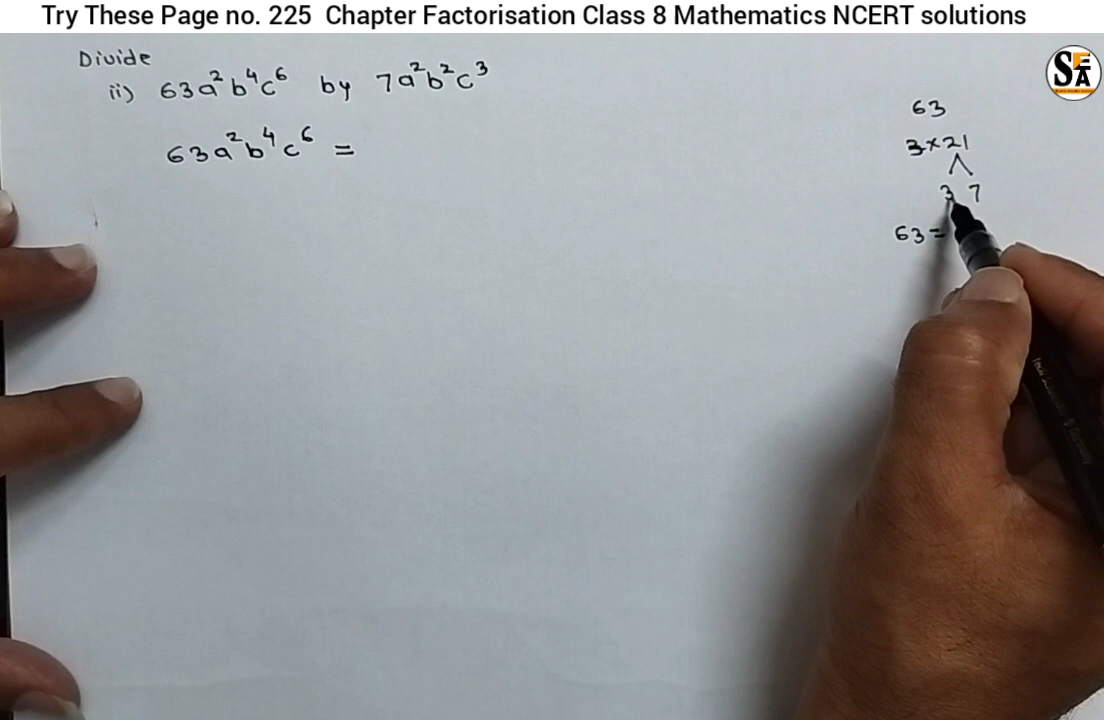 Try These Page no. 225 Chapter Factorisation Class 8 Mathematics NCERT solutions
Divide
ii) 63a²b⁴c⁶ by 7a²b²c³
63a²b⁴c⁶ =
63
3×21
3 7
63=
SEA